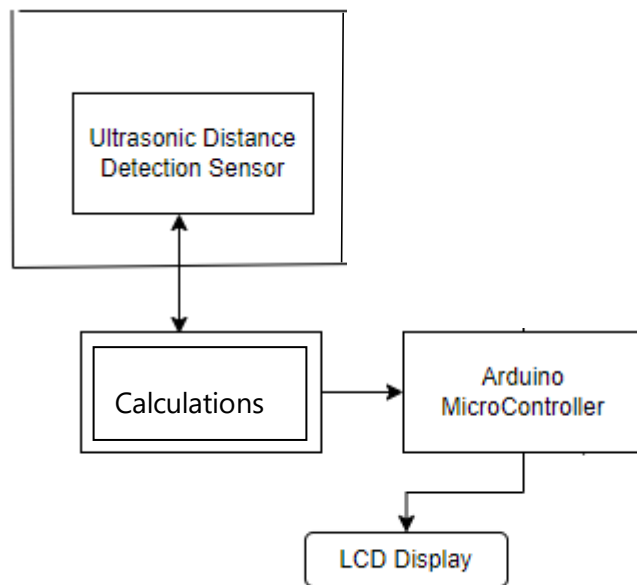 Ultrasonic Distance
Detection Sensor
Calculations
Arduino
MicroController
LCD Display